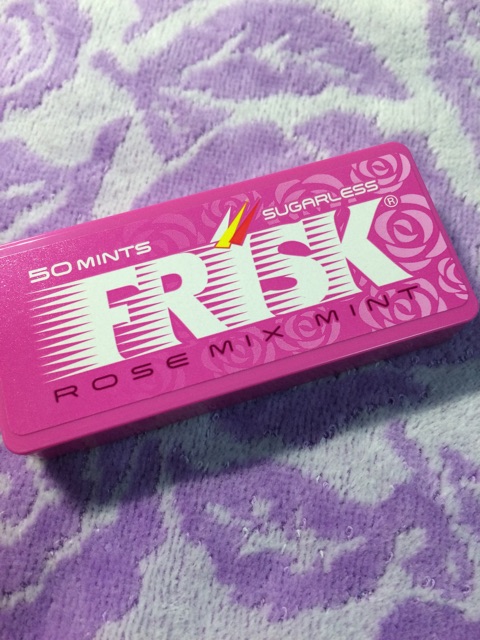 50 MINTS
SUGARLESS
FRISK®
ROSE MIX MINT